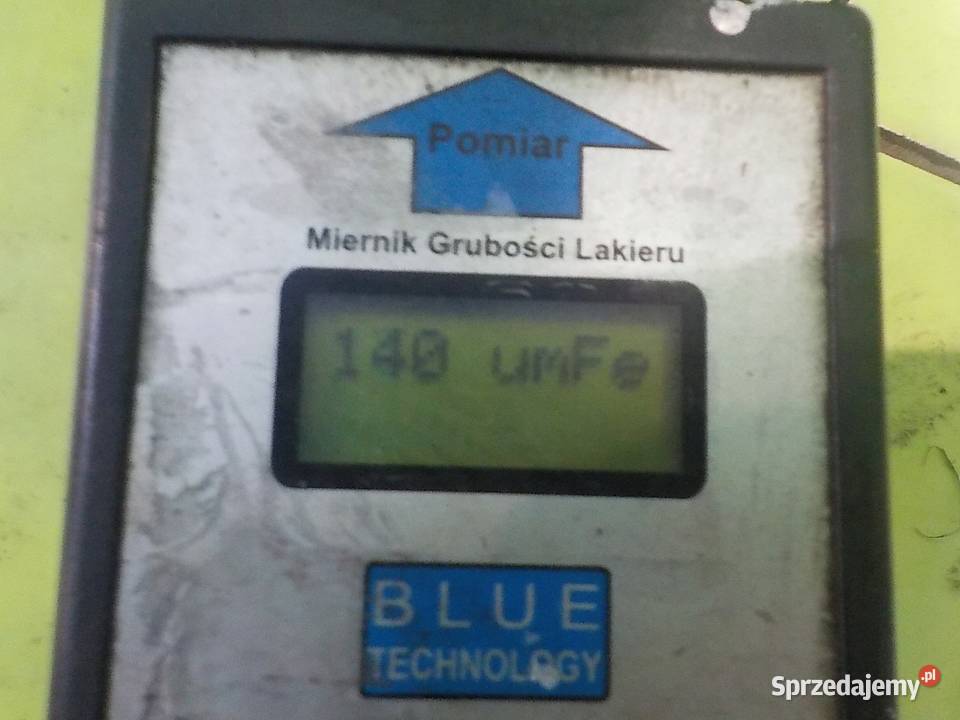 Pomiar
Miernik Grubości Lakieru
140 umFe
BLUE
TECHNOLOGY
Sprzedajemy.pl